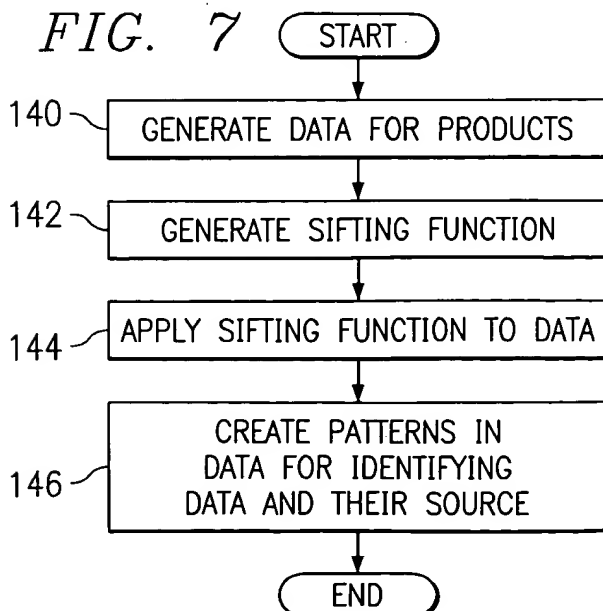 FIG. 7
START
140
GENERATE DATA FOR PRODUCTS
142
GENERATE SIFTING FUNCTION
144
APPLY SIFTING FUNCTION TO DATA
146
CREATE PATTERNS IN
DATA FOR IDENTIFYING
DATA AND THEIR SOURCE
END